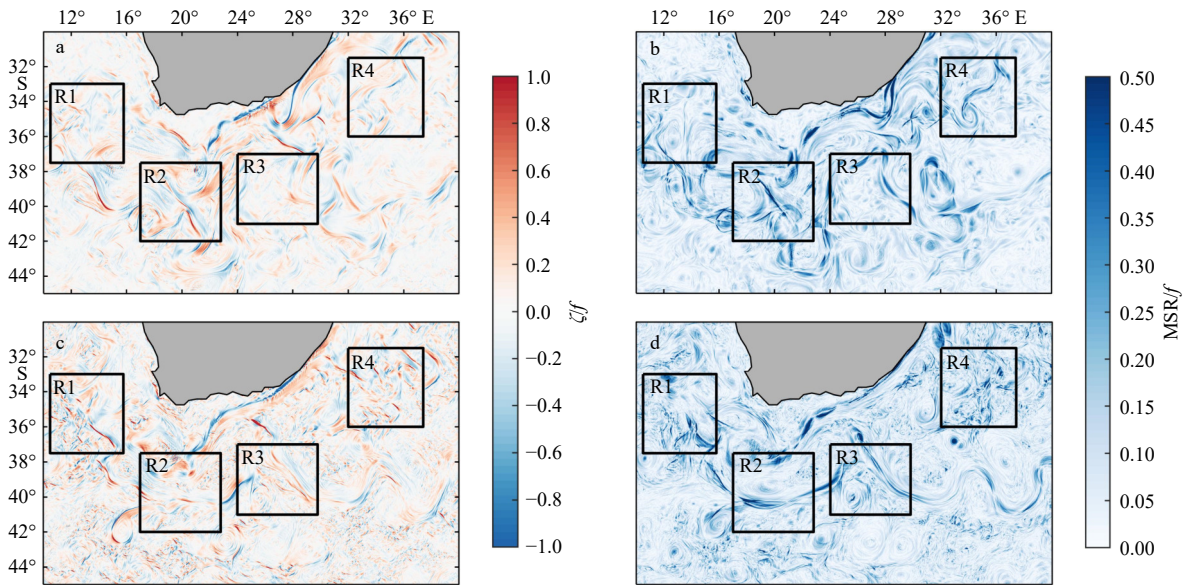 12° 16° 20° 24° 28° 32° 36° E
12° 16° 20° 24° 28° 32° 36° E
a
32°
S
34°
36°
38°
40°
42°
44°
R1
R2
R3
R4
b
R1
R2
R3
R4
c
32°
S
34°
36°
38°
40°
42°
44°
R1
R2
R3
R4
d
R1
R2
R3
R4
1.0
0.8
0.6
0.4
0.2
0.0
−0.2
−0.4
−0.6
−0.8
−1.0
ζ/f
0.50
0.45
0.40
0.35
0.30
0.25
0.20
0.15
0.10
0.05
0.00
MSR/f